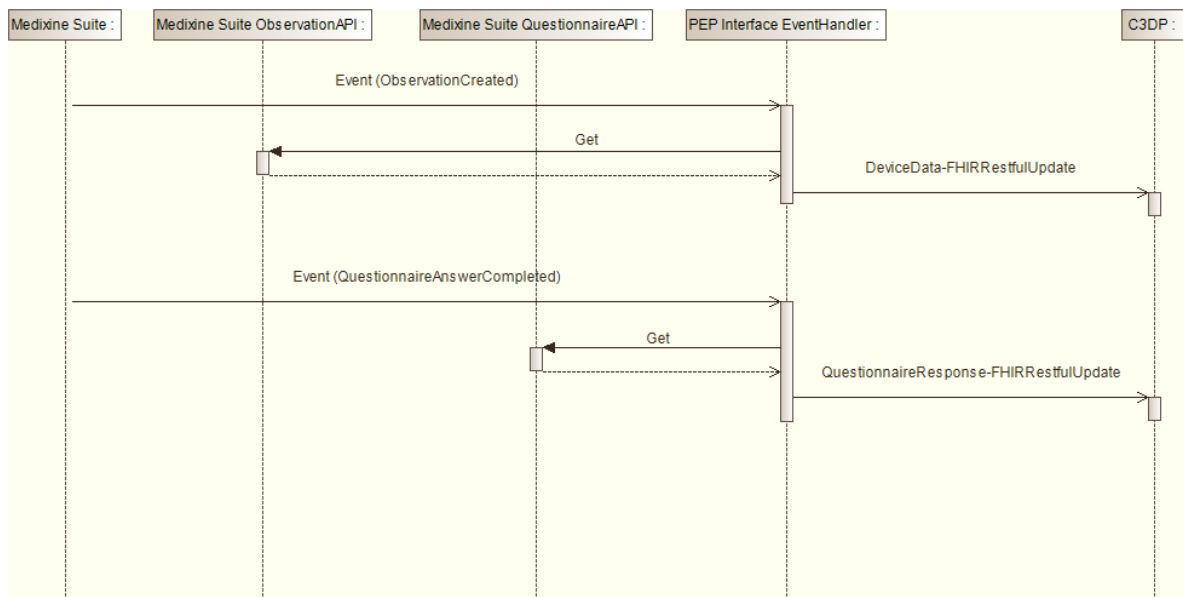 Medixine Suite :
Medixine Suite ObservationAPI :
Medixine Suite QuestionnaireAPI :
PEP Interface EventHandler :
C3DP :
Event (ObservationCreated)
Get
DeviceData-FHIRRestfulUpdate
Event (QuestionnaireAnswerCompleted)
Get
QuestionnaireResponse-FHIRRestfulUpdate